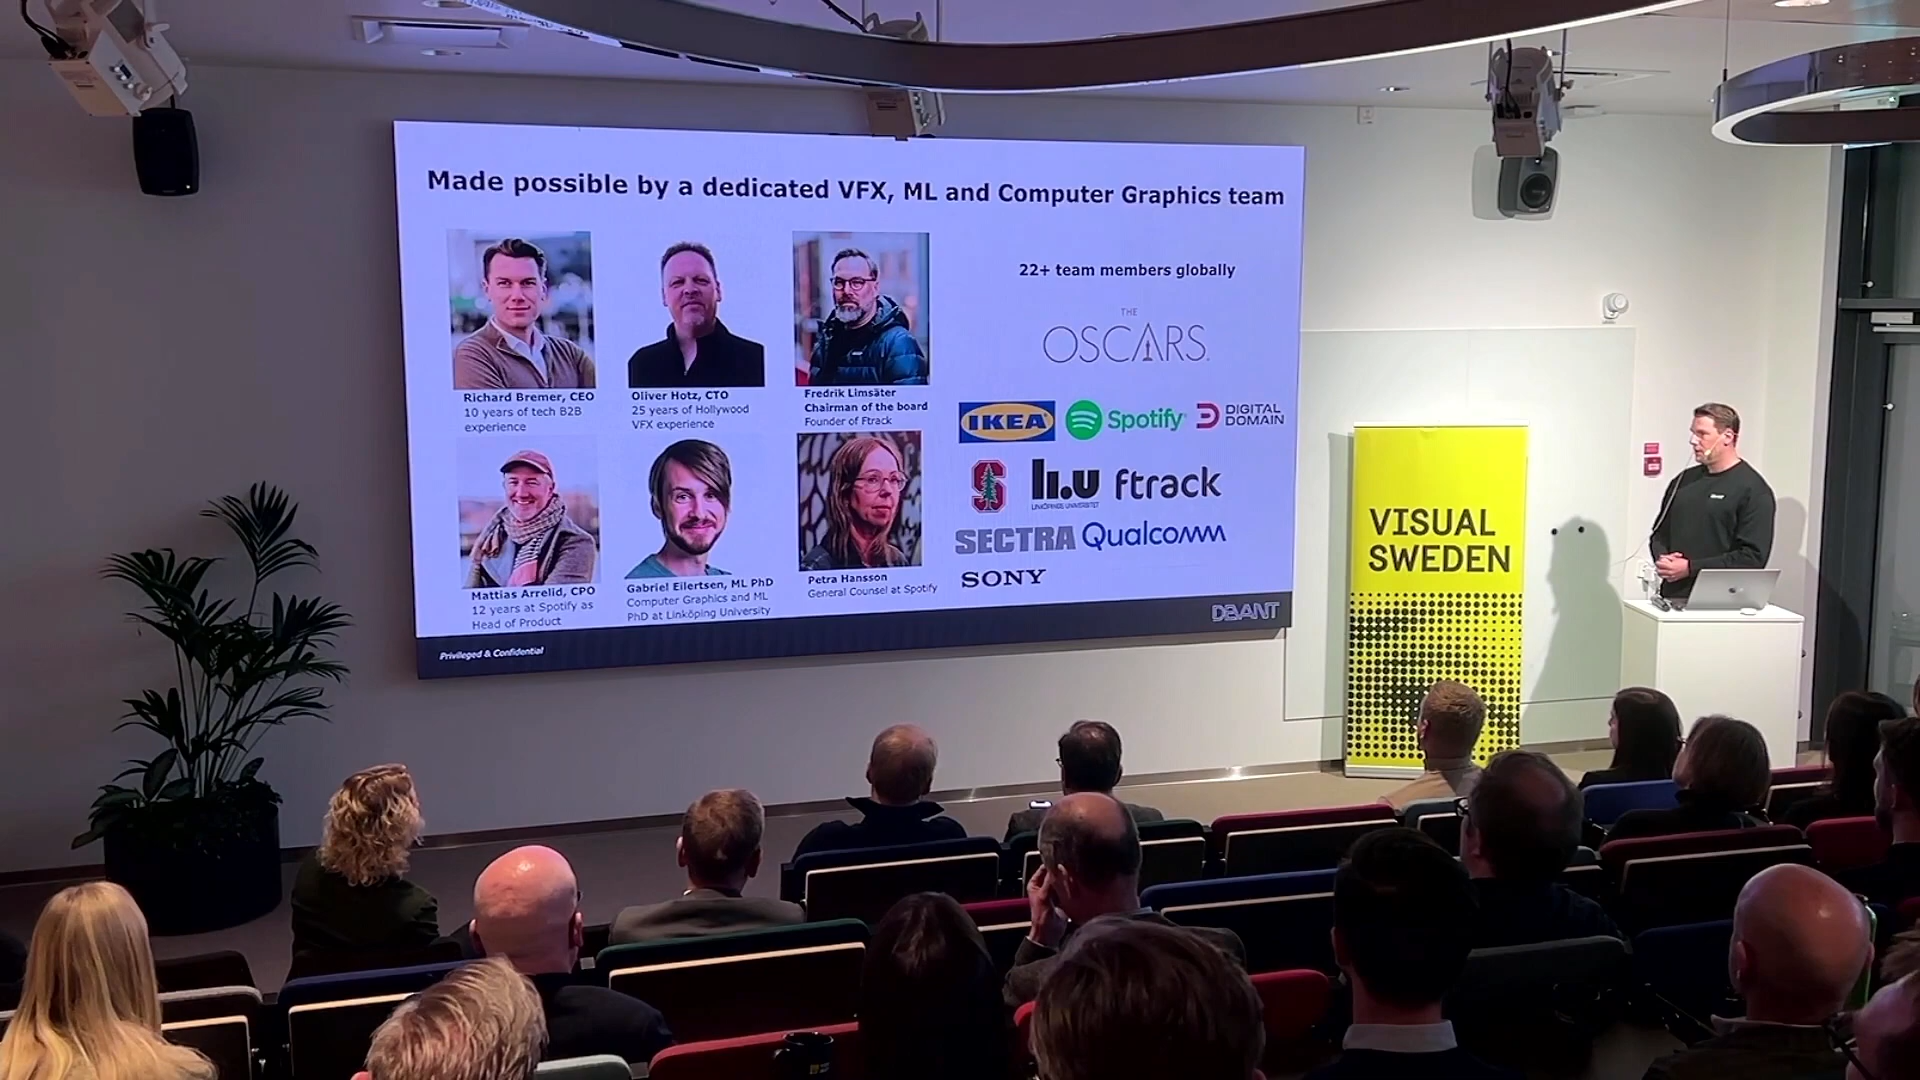 Made possible by a dedicated VFX, ML and Computer Graphics team
Richard Bremer, CEO
10 years of tech B2B
experience
Oliver Hotz, CTO
25 years of Hollywood
VFX experience
Fredrik Limsäter
Chairman of the board
Founder of Ftrack
Mattias Arrelid, CPO
12 years at Spotify as
Head of Product
Gabriel Eilertsen, ML PhD
Computer Graphics and ML
PhD at Linköping University
Petra Hansson
General Counsel at Spotify
22+ team members globally
THE
OSCARS.
IKEA
Spotify
DIGITAL
DOMAIN
S
LI.U
LINKÖPINGS UNIVERSITET
ftrack
SECTRA
Qualcomm
SONY
Privileged & Confidential
VISUAL
SWEDEN